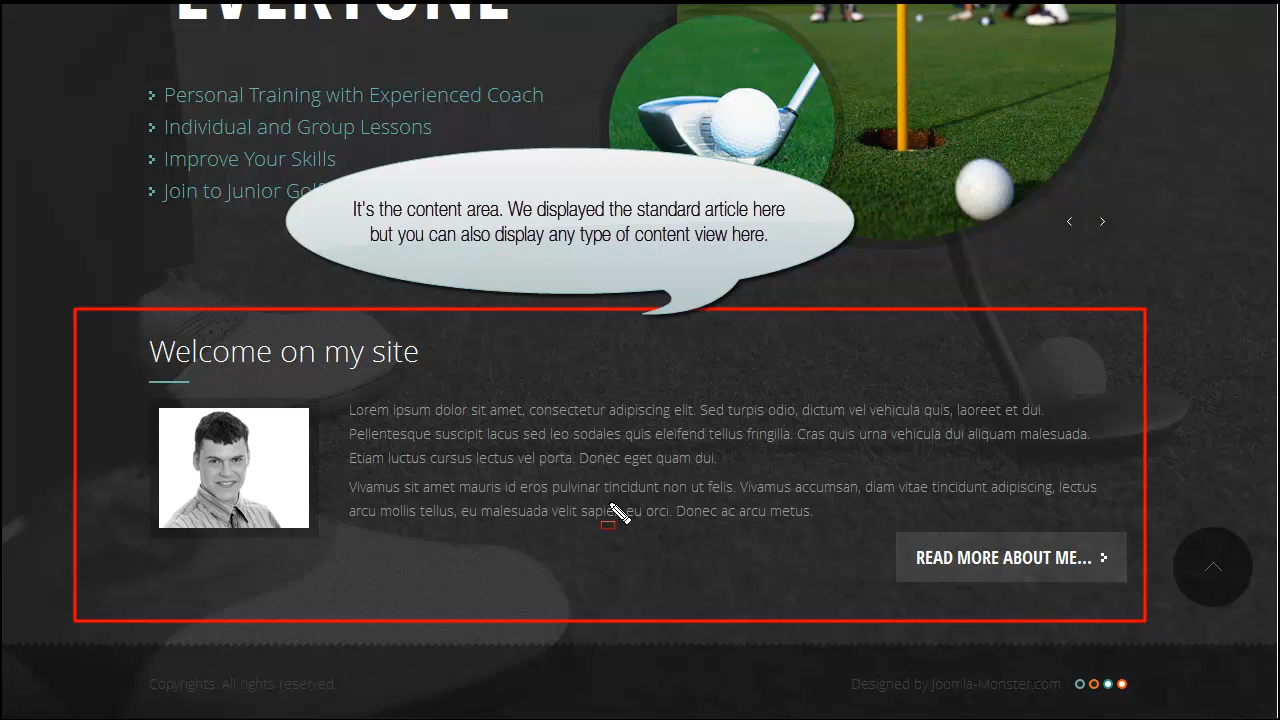 EVERYONE
Personal Training with Experienced Coach
Individual and Group Lessons
Improve Your Skills
Join to Junior Gol
It's the content area. We displayed the standard article here
but you can also display any type of content view here.
Welcome on my site
Lorem ipsum dolor sit amet, consectetur adipiscing elit. Sed turpis odio, dictum vel vehicula quis, laoreet et dui.
Pellentesque suscipit lacus sed leo sodales quis eleifend tellus fringilla. Cras quis urna vehicula dui aliquam malesuada.
Etiam luctus cursus lectus vel porta. Donec eget quam dui.
Vivamus sit amet mauris id eros pulvinar tincidunt non ut felis. Vivamus accumsan, diam vitae tincidunt adipiscing, lectus
arcu mollis tellus, eu malesuada velit sapien eu orci. Donec ac arcu metus.
READ MORE ABOUT ME...
Copyrights. All rights reserved.
Designed by Joomla-Monster.com